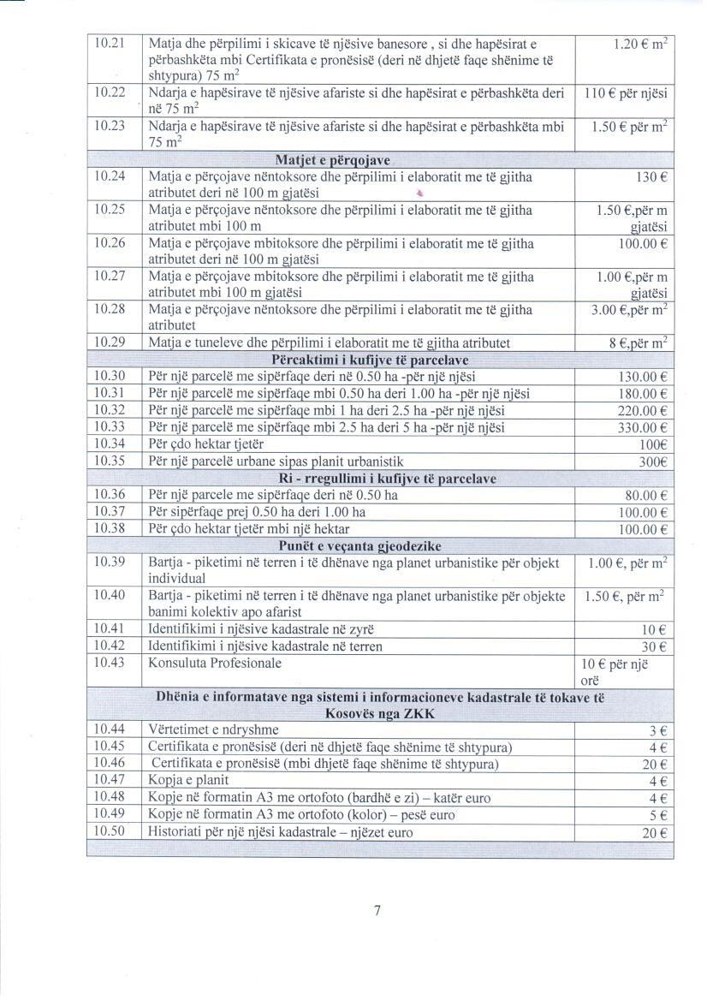 10.21 Matja dhe përpilimi i skicave të njësive banesore , si dhe hapësirat e 1.20 € m²
përbashkëta mbi Certifikata e pronësisë (deri në dhjetë faqe shënime të
shtypura) 75 m²
10.22 Ndarja e hapësirave të njësive afariste si dhe hapësirat e përbashkëta deri 110 € për njësi
në 75 m²
10.23 Ndarja e hapësirave të njësive afariste si dhe hapësirat e përbashkëta mbi 1.50 € për m²
75 m²
Matjet e përqojave
10.24 Matja e përçojave nëntoksore dhe përpilimi i elaboratit me të gjitha 130 €
atributet deri në 100 m gjatësi
10.25 Matja e përçojave nëntoksore dhe përpilimi i elaboratit me të gjitha 1.50 €,për m
atributet mbi 100 m gjatësi
10.26 Matja e përçojave mbitoksore dhe përpilimi i elaboratit me të gjitha 100.00 €
atributet deri në 100 m gjatësi
10.27 Matja e përçojave mbitoksore dhe përpilimi i elaboratit me të gjitha 1.00 €,për m
atributet mbi 100 m gjatësi gjatësi
10.28 Matja e përçojave nëntoksore dhe përpilimi i elaboratit me të gjitha 3.00 €,për m²
atributet
10.29 Matja e tuneleve dhe përpilimi i elaboratit me të gjitha atributet 8 €,për m²
Përcaktimi i kufijve të parcelave
10.30 Për një parcelë me sipërfaqe deri në 0.50 ha -për një njësi 130.00 €
10.31 Për një parcelë me sipërfaqe mbi 0.50 ha deri 1.00 ha -për një njësi 180.00 €
10.32 Për një parcelë me sipërfaqe mbi 1 ha deri 2.5 ha -për një njësi 220.00 €
10.33 Për një parcelë me sipërfaqe mbi 2.5 ha deri 5 ha -për një njësi 330.00 €
10.34 Për çdo hektar tjetër 100€
10.35 Për një parcelë urbane sipas planit urbanistik 300€
Ri - rregullimi i kufijve të parcelave
10.36 Për një parcele me sipërfaqe deri në 0.50 ha 80.00 €
10.37 Për sipërfaqe prej 0.50 ha deri 1.00 ha 100.00 €
10.38 Për çdo hektar tjetër mbi një hektar 100.00 €
Punët e veçanta gjeodezike
10.39 Bartja - piketimi në terren i të dhënave nga planet urbanistike për objekt 1.00 €, për m²
individual
10.40 Bartja - piketimi në terren i të dhënave nga planet urbanistike për objekte 1.50 €, për m²
banimi kolektiv apo afarist
10.41 Identifikimi i njësive kadastrale në zyrë 10 €
10.42 Identifikimi i njësive kadastrale në terren 30 €
10.43 Konsuluta Profesionale 10 € për një
orë
Dhënia e informatave nga sistemi i informacioneve kadastrale të tokave të
Kosovës nga ZKK
10.44 Vërtetimet e ndryshme 3 €
10.45 Certifikata e pronësisë (deri në dhjetë faqe shënime të shtypura) 4 €
10.46 Certifikata e pronësisë (mbi dhjetë faqe shënime të shtypura) 20 €
10.47 Kopja e planit 4 €
10.48 Kopje në formatin A3 me ortofoto (bardhë e zi) – katër euro 4 €
10.49 Kopje në formatin A3 me ortofoto (kolor) – pesë euro 5 €
10.50 Historiati për një njësi kadastrale – njëzet euro 20 €
7